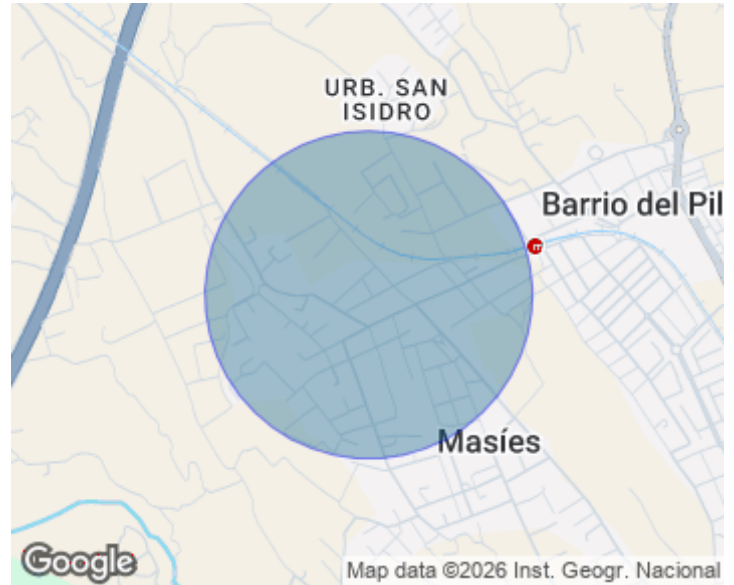 URB. SAN
ISIDRO
Barrio del Pil
Masíes
Google
Map data ©2026 Inst. Geogr. Nacional